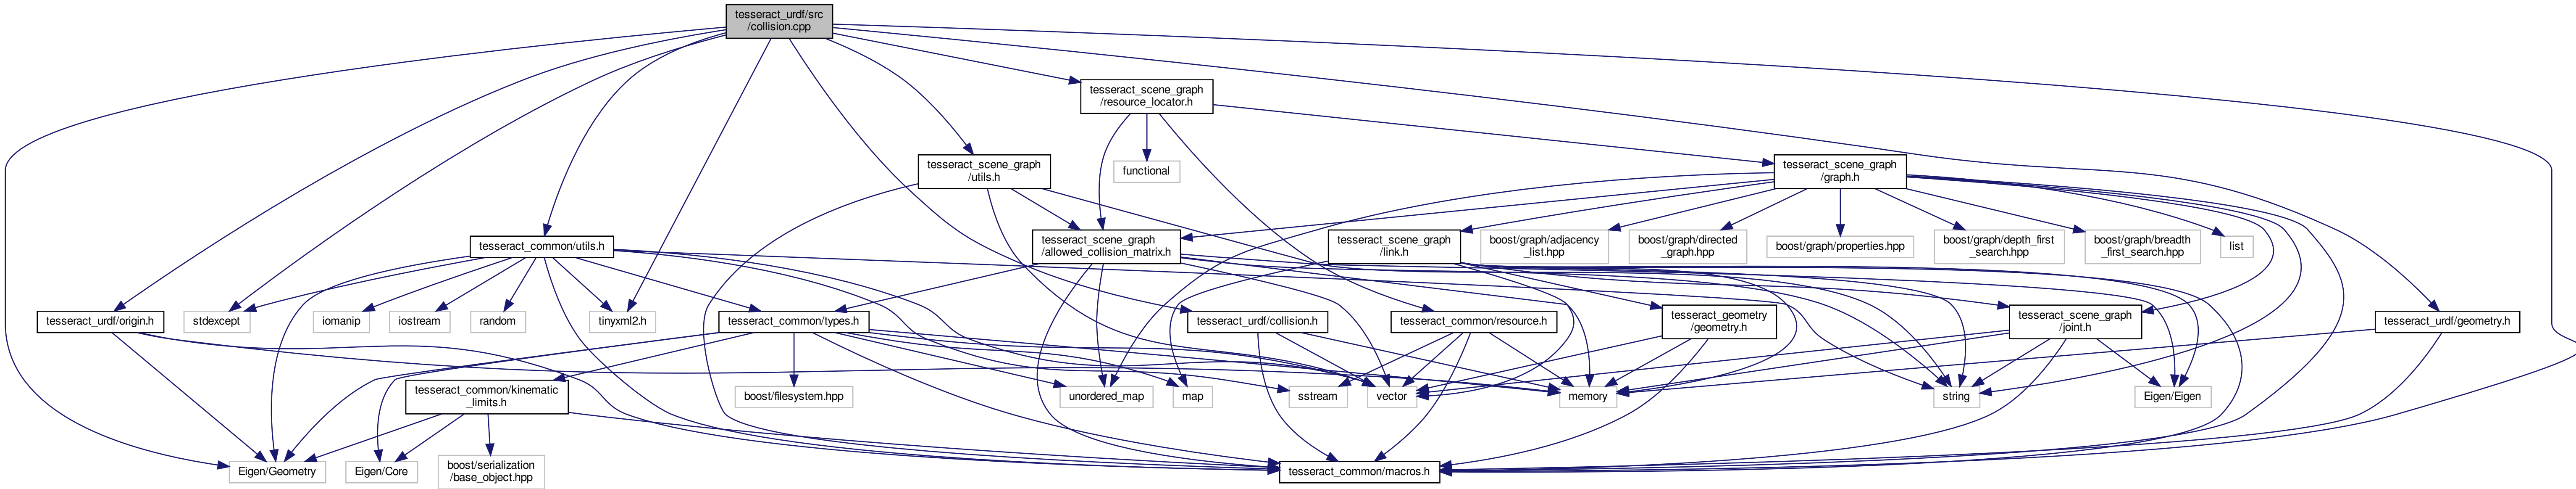 tesseract_urdf/src
/collision.cpp
tesseract_scene_graph
/resource_locator.h
tesseract_scene_graph
/utils.h
functional
tesseract_scene_graph
/graph.h
tesseract_common/utils.h
tesseract_scene_graph
/allowed_collision_matrix.h
tesseract_scene_graph
/link.h
boost/graph/adjacency
_list.hpp
boost/graph/directed
_graph.hpp
boost/graph/properties.hpp
boost/graph/depth_first
_search.hpp
boost/graph/breadth
_first_search.hpp
list
tesseract_urdf/origin.h
stdexcept
iomanip
iostream
random
tinyxml2.h
tesseract_common/types.h
tesseract_urdf/collision.h
tesseract_common/resource.h
tesseract_geometry
/geometry.h
tesseract_scene_graph
/joint.h
tesseract_urdf/geometry.h
tesseract_common/kinematic
_limits.h
boost/filesystem.hpp
unordered_map
map
sstream
vector
memory
string
Eigen/Eigen
Eigen/Geometry
Eigen/Core
boost/serialization
/base_object.hpp
tesseract_common/macros.h